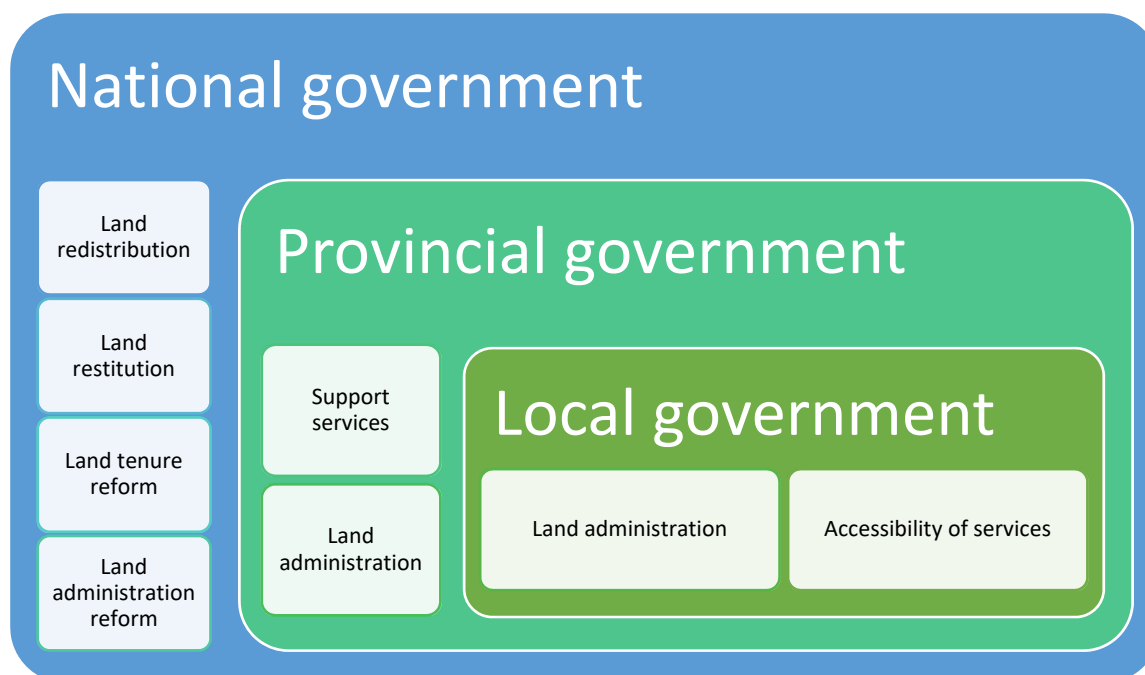 National government
Land
redistribution
Land
restitution
Land tenure
reform
Land
administration
reform
Provincial government
Support
services
Land
administration
Local government
Land administration
Accessibility of services